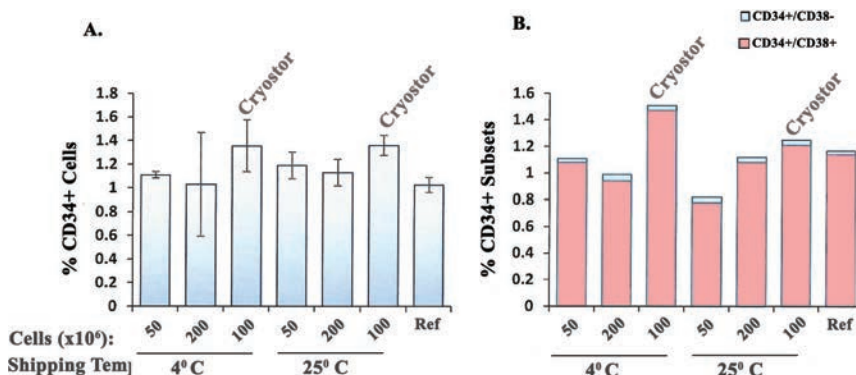 A.
Cryostor
Cryostor
% CD34+ Cells
1.8
1.6
1.4
1.2
1
0.8
0.6
0.4
0.2
0
Cells (x10⁶):
50
200
100
50
200
100
Ref
Shipping Temp
4⁰ C
25⁰ C
B.
CD34+/CD38-
CD34+/CD38+
Cryostor
Cryostor
% CD34+ Subsets
1.6
1.4
1.2
1
0.8
0.6
0.4
0.2
0
50
200
100
50
200
100
Ref
4⁰ C
25⁰ C